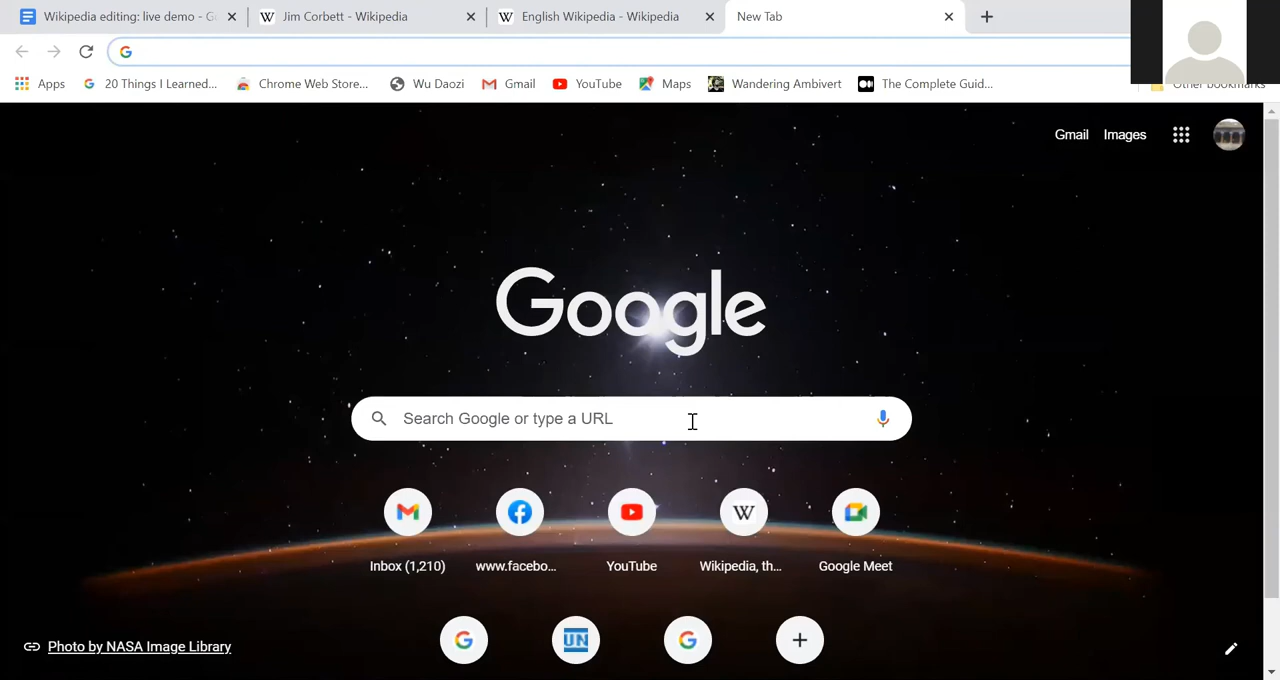 Wikipedia editing: live demo - G
Jim Corbett - Wikipedia
English Wikipedia - Wikipedia
New Tab
Apps
20 Things I Learned...
Chrome Web Store...
Wu Daozi
Gmail
YouTube
Maps
Wandering Ambivert
The Complete Guid...
Other bookmarks
Gmail
Images
Google
Search Google or type a URL
Inbox (1,210)
www.facebo...
YouTube
Wikipedia, th...
Google Meet
UN
Photo by NASA Image Library